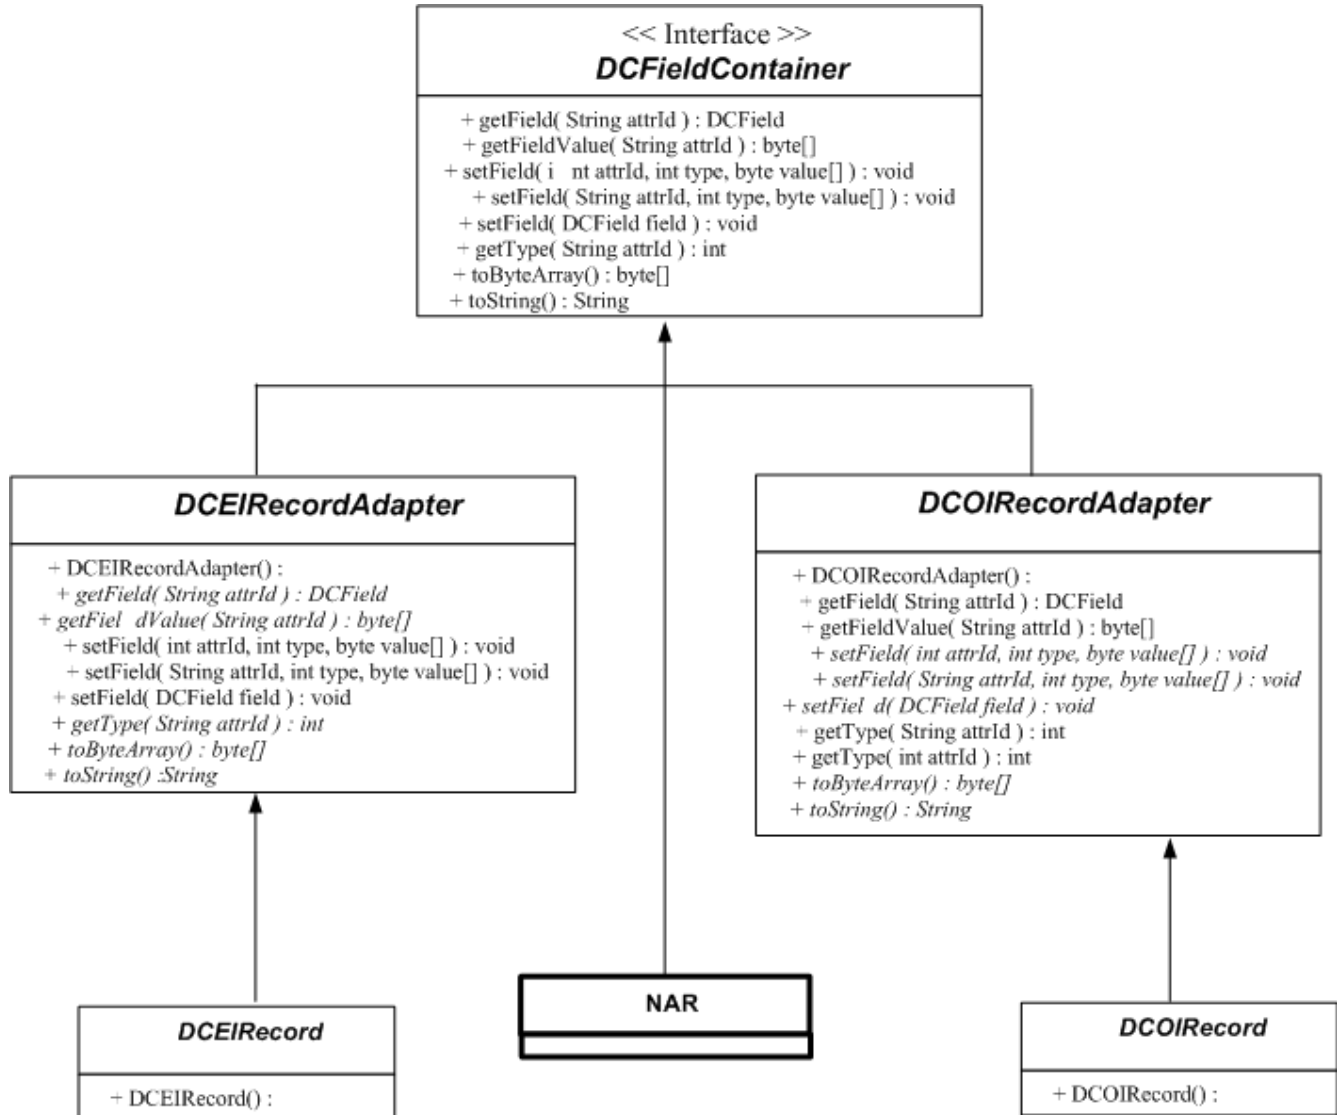 << Interface >>
DCFieldContainer
+ getField( String attrId ) : DCField
+ getFieldValue( String attrId ) : byte[]
+ setField( i nt attrId, int type, byte value[] ) : void
+ setField( String attrId, int type, byte value[] ) : void
+ setField( DCField field ) : void
+ getType( String attrId ) : int
+ toByteArray() : byte[]
+ toString() : String
DCEIRecordAdapter
+ DCEIRecordAdapter() :
+ getField( String attrId ) : DCField
+ getFiel dValue( String attrId ) : byte[]
+ setField( int attrId, int type, byte value[] ) : void
+ setField( String attrId, int type, byte value[] ) : void
+ setField( DCField field ) : void
+ getType( String attrId ) : int
+ toByteArray() : byte[]
+ toString() :String
DCOIRecordAdapter
+ DCOIRecordAdapter() :
+ getField( String attrId ) : DCField
+ getFieldValue( String attrId ) : byte[]
+ setField( int attrId, int type, byte value[] ) : void
+ setField( String attrId, int type, byte value[] ) : void
+ setFiel d( DCField field ) : void
+ getType( String attrId ) : int
+ getType( int attrId ) : int
+ toByteArray() : byte[]
+ toString() : String
DCEIRecord
+ DCEIRecord() :
NAR
DCOIRecord
+ DCOIRecord() :